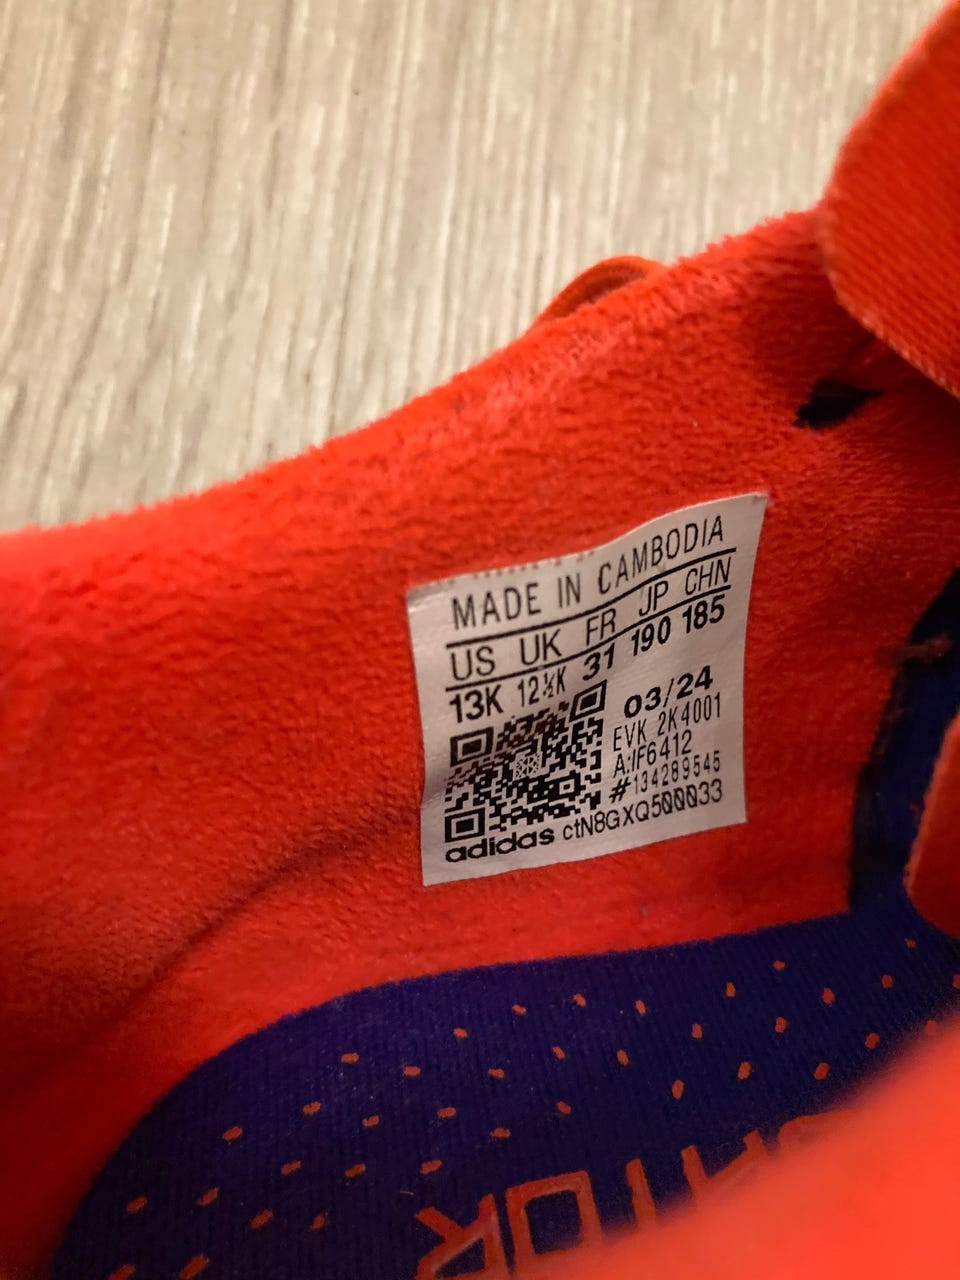 MADE IN CAMBODIA
US UK FR JP CHN
13K 12½K 31 190 185
03/24
EVK 2K4001
A:IF6412
#134289545
adidas ctN8GXQ500033